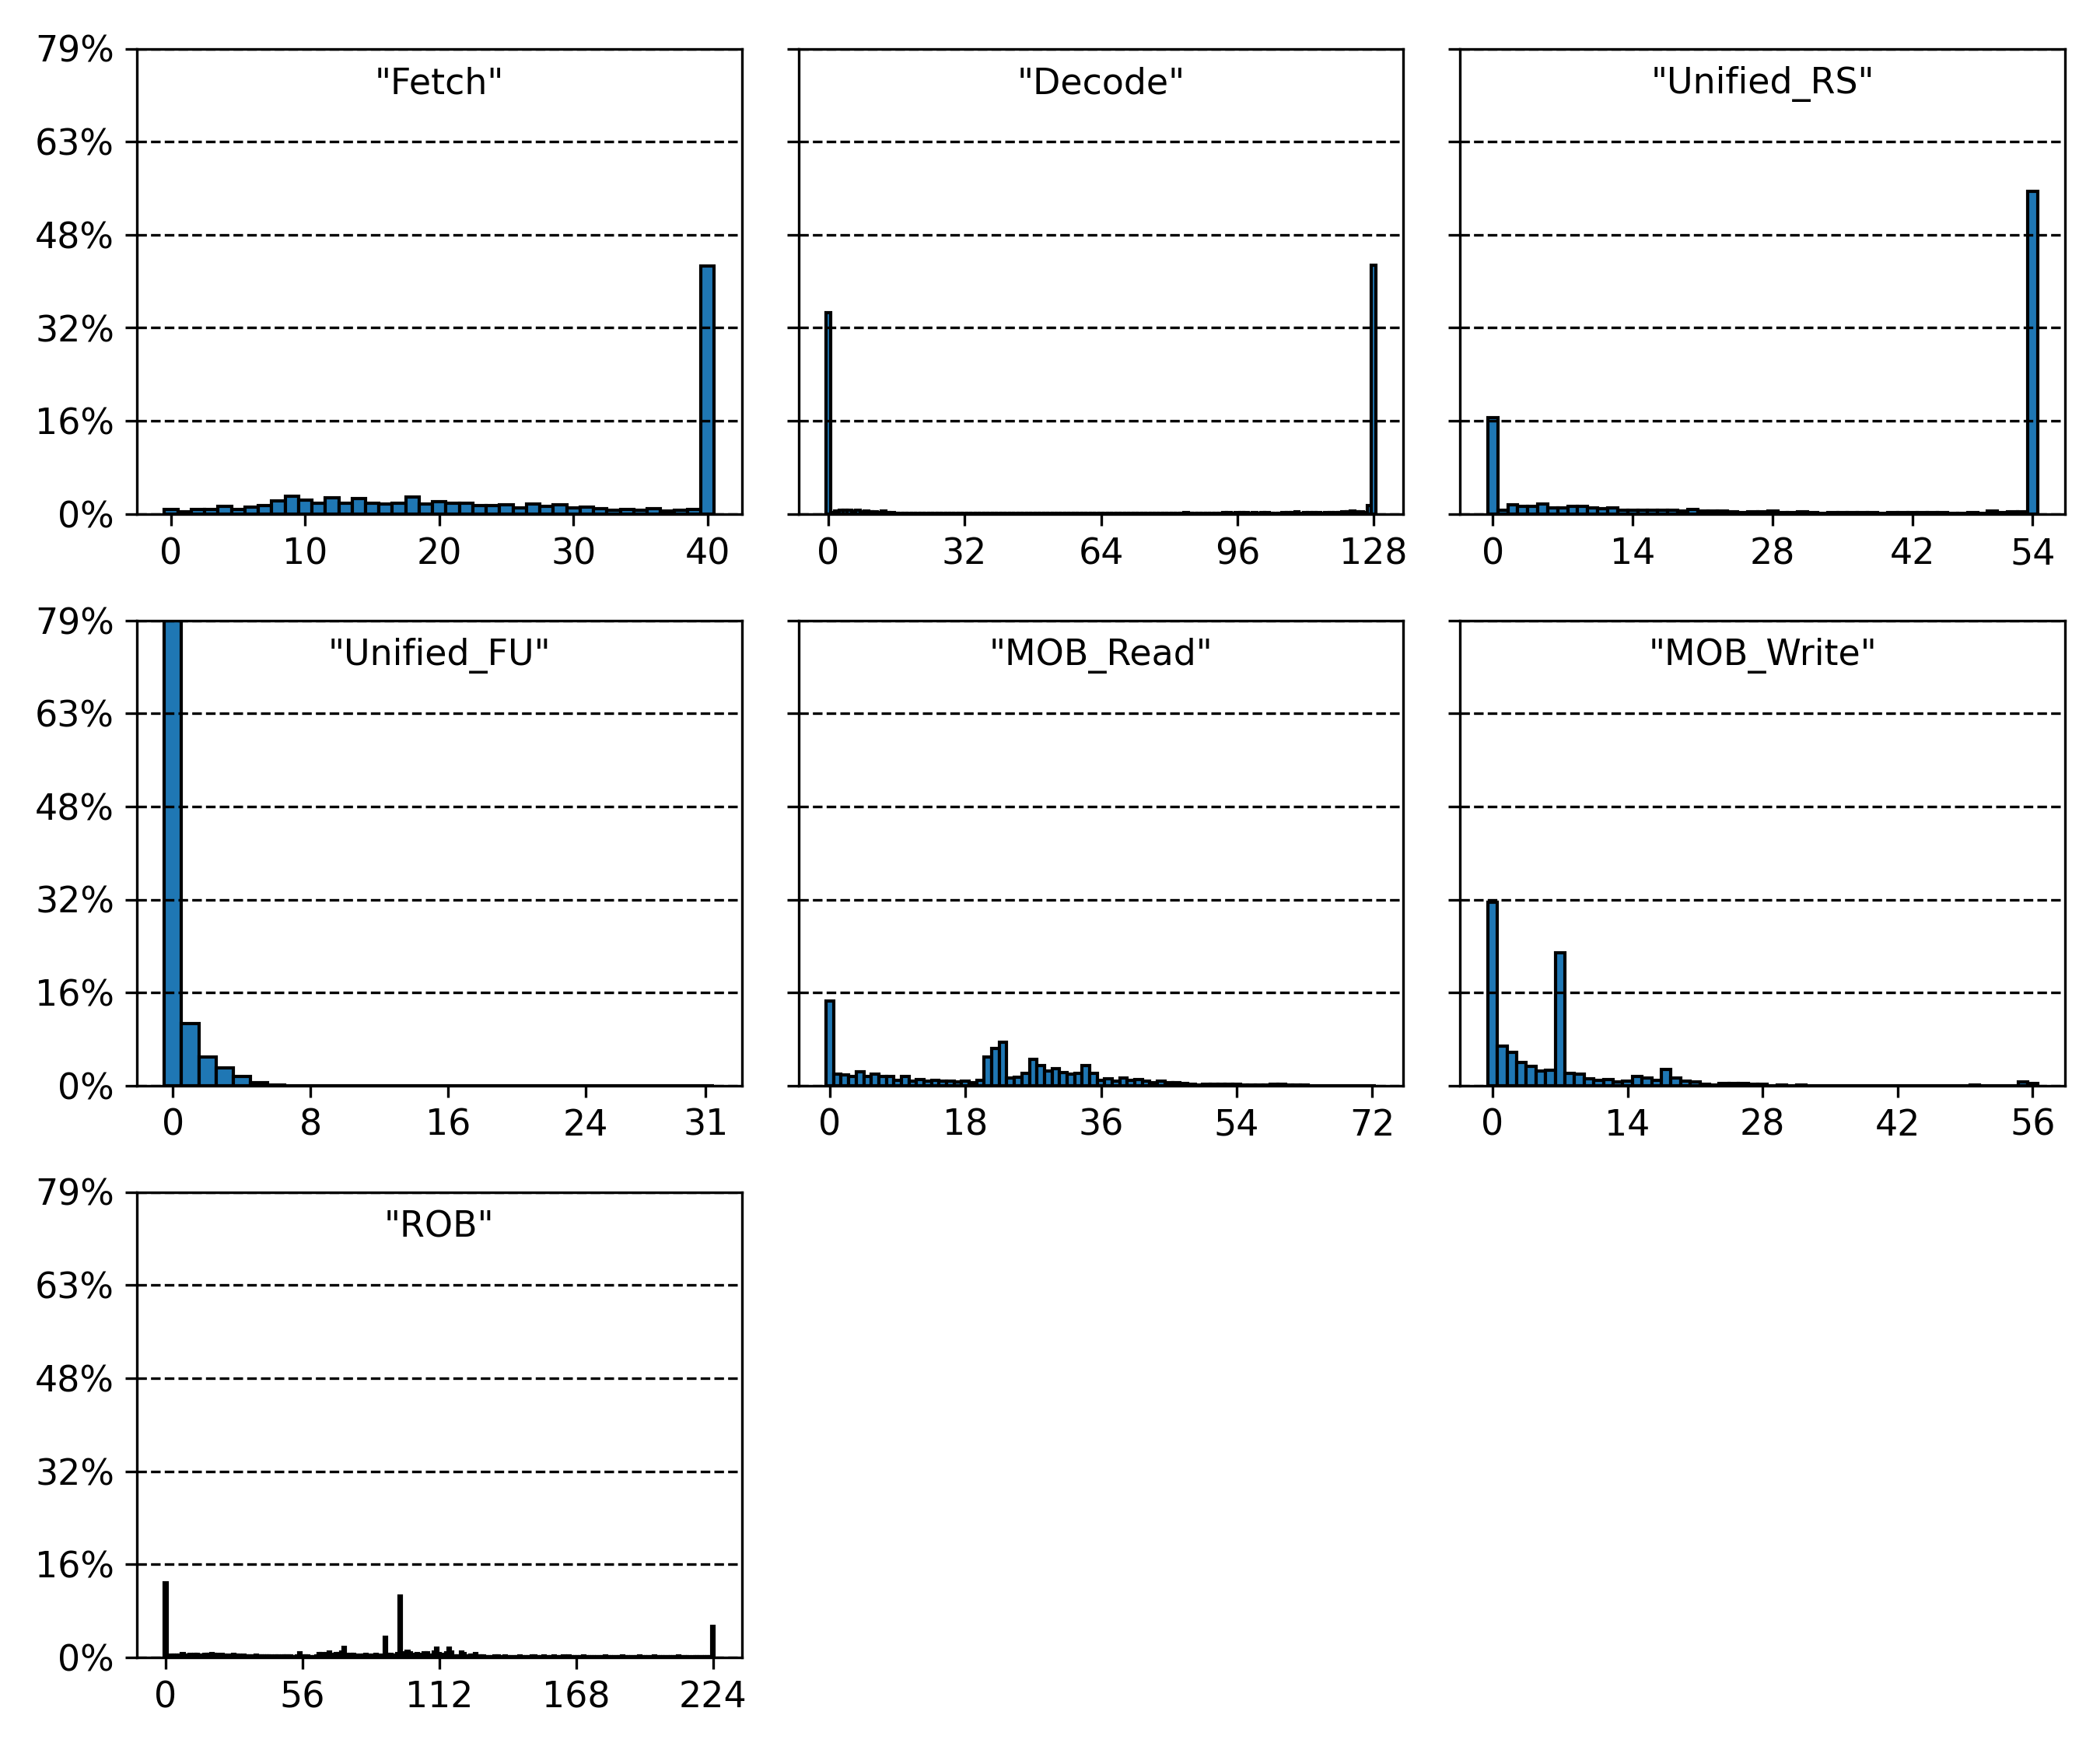 79%
"Fetch"
"Decode"
"Unified_RS"
63%
48%
32%
16%
0%
0 10 20 30 40
0 32 64 96 128
0 14 28 42 54
79%
"Unified_FU"
"MOB_Read"
"MOB_Write"
63%
48%
32%
16%
0%
0 8 16 24 31
0 18 36 54 72
0 14 28 42 56
79%
"ROB"
63%
48%
32%
16%
0%
0 56 112 168 224